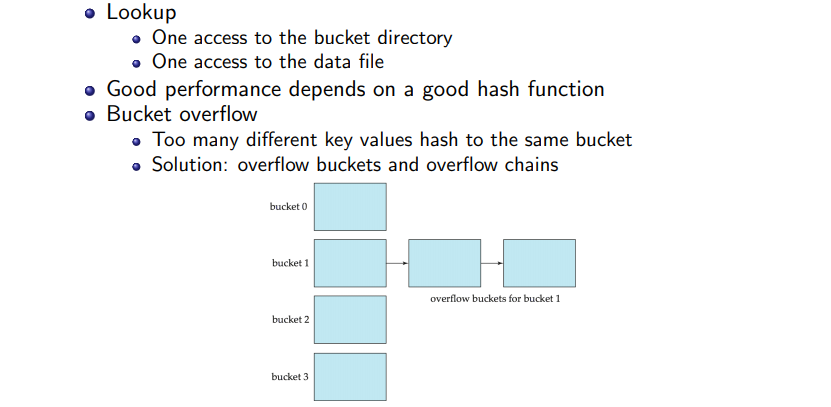 Lookup
One access to the bucket directory
One access to the data file
Good performance depends on a good hash function
Bucket overflow
Too many different key values hash to the same bucket
Solution: overflow buckets and overflow chains
bucket 0
bucket 1
overflow buckets for bucket 1
bucket 2
bucket 3